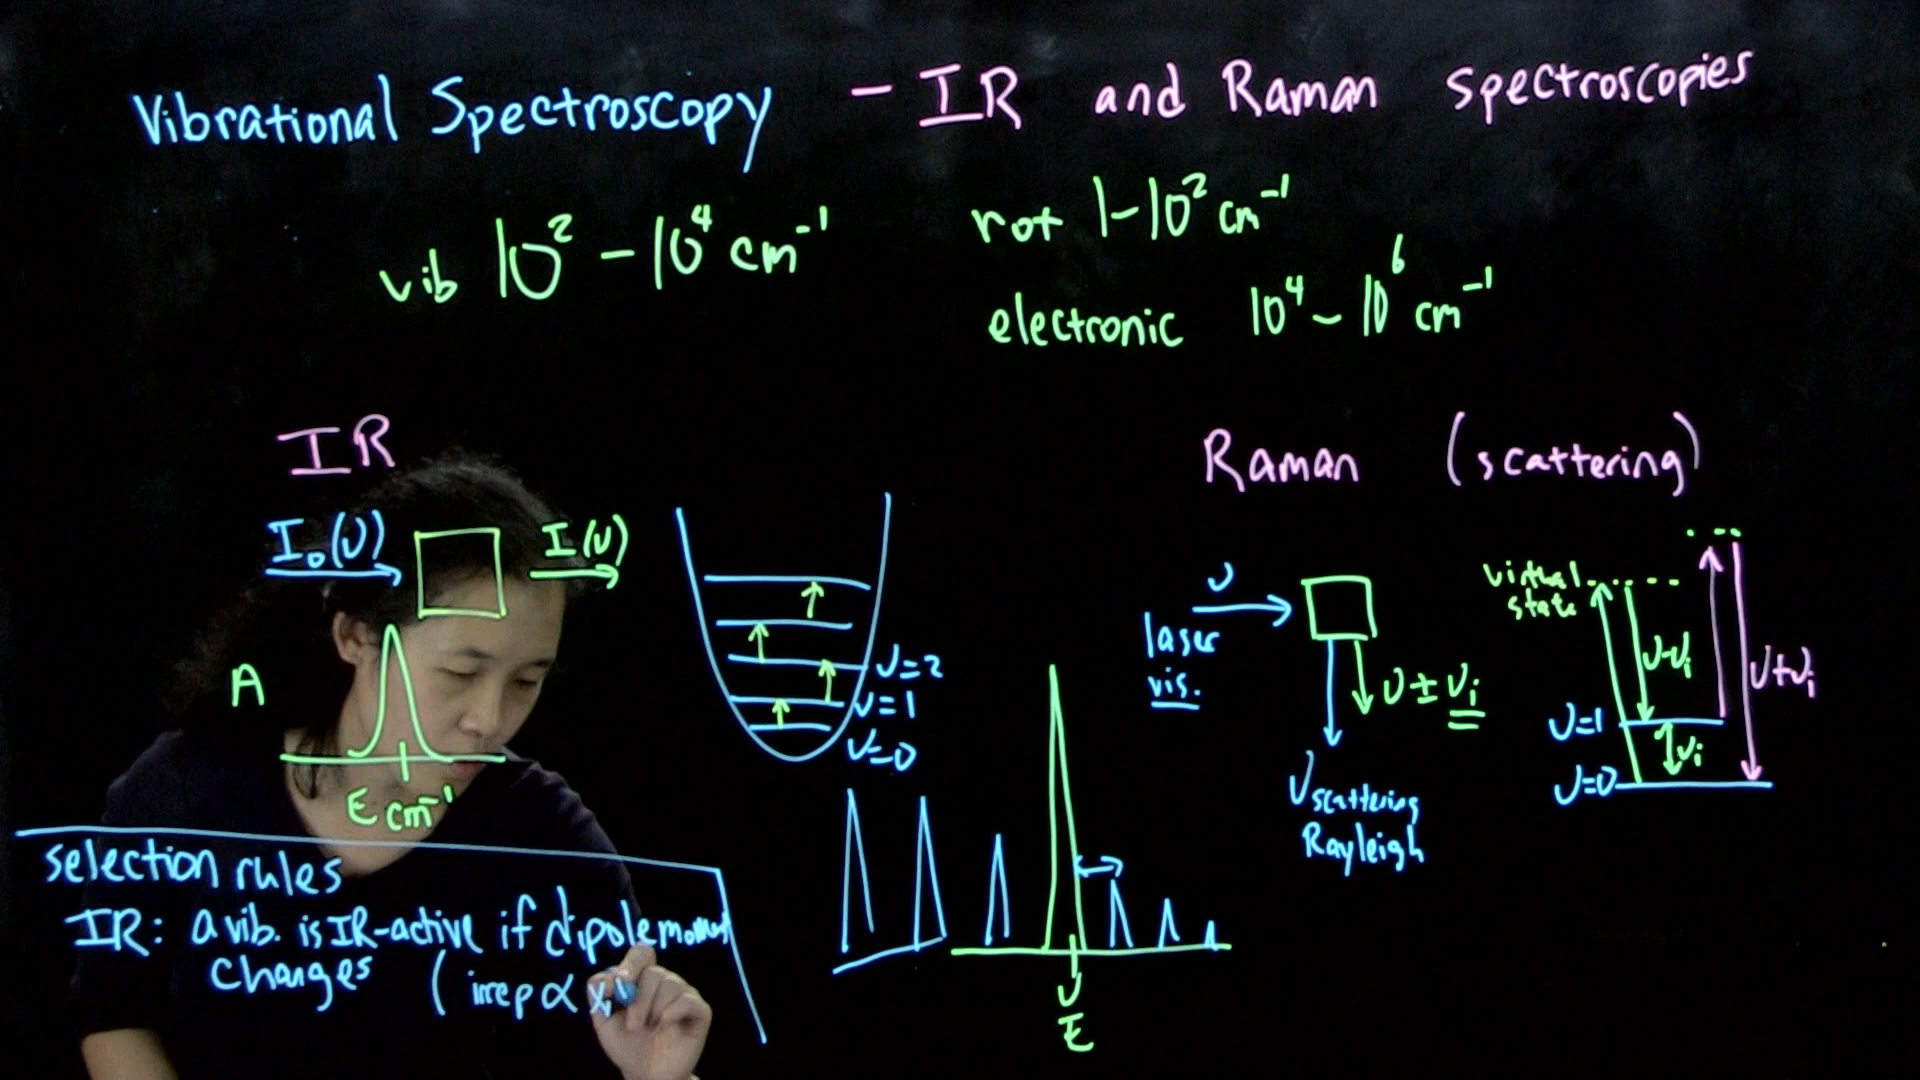 Vibrational Spectroscopy - IR and Raman Spectroscopies
vib 10² - 10⁴ cm⁻¹
rot 1-10² cm⁻¹
electronic 10⁴ - 10⁶ cm⁻¹
IR
I₀(ν)
I(ν)
A
E cm⁻¹
ν=2
ν=1
ν=0
Raman (scattering)
ν
laser
vis.
ν ± νᵢ
ν scattering
Rayleigh
virtual
state
ν-νᵢ
ν+νᵢ
ν=1
νᵢ
ν=0
ν
E
selection rules
IR: a vib. is IR-active if dipole moment
changes (irrep α x,